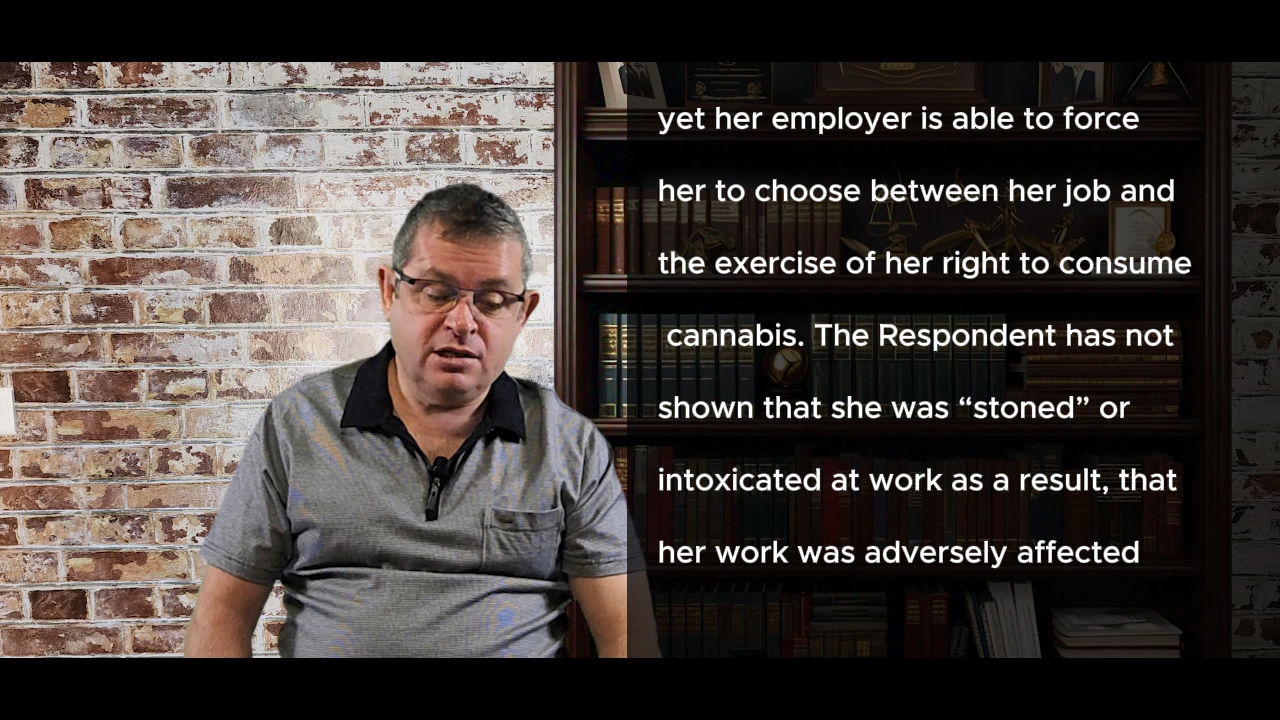 yet her employer is able to force
her to choose between her job and
the exercise of her right to consume
cannabis. The Respondent has not
shown that she was “stoned” or
intoxicated at work as a result, that
her work was adversely affected